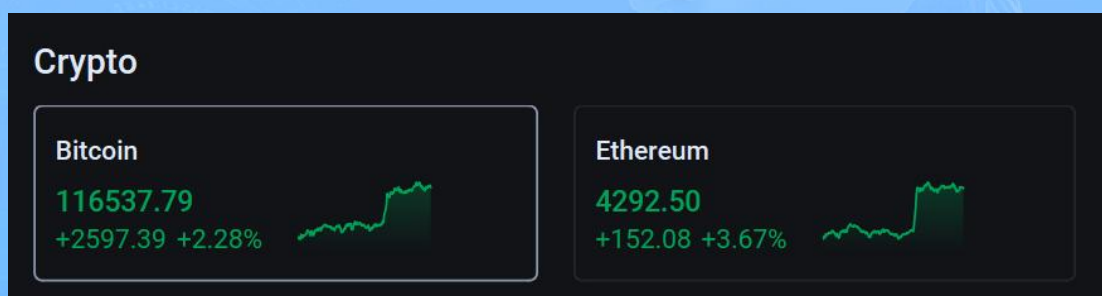 Crypto
Bitcoin
116537.79
+2597.39 +2.28%
Ethereum
4292.50
+152.08 +3.67%